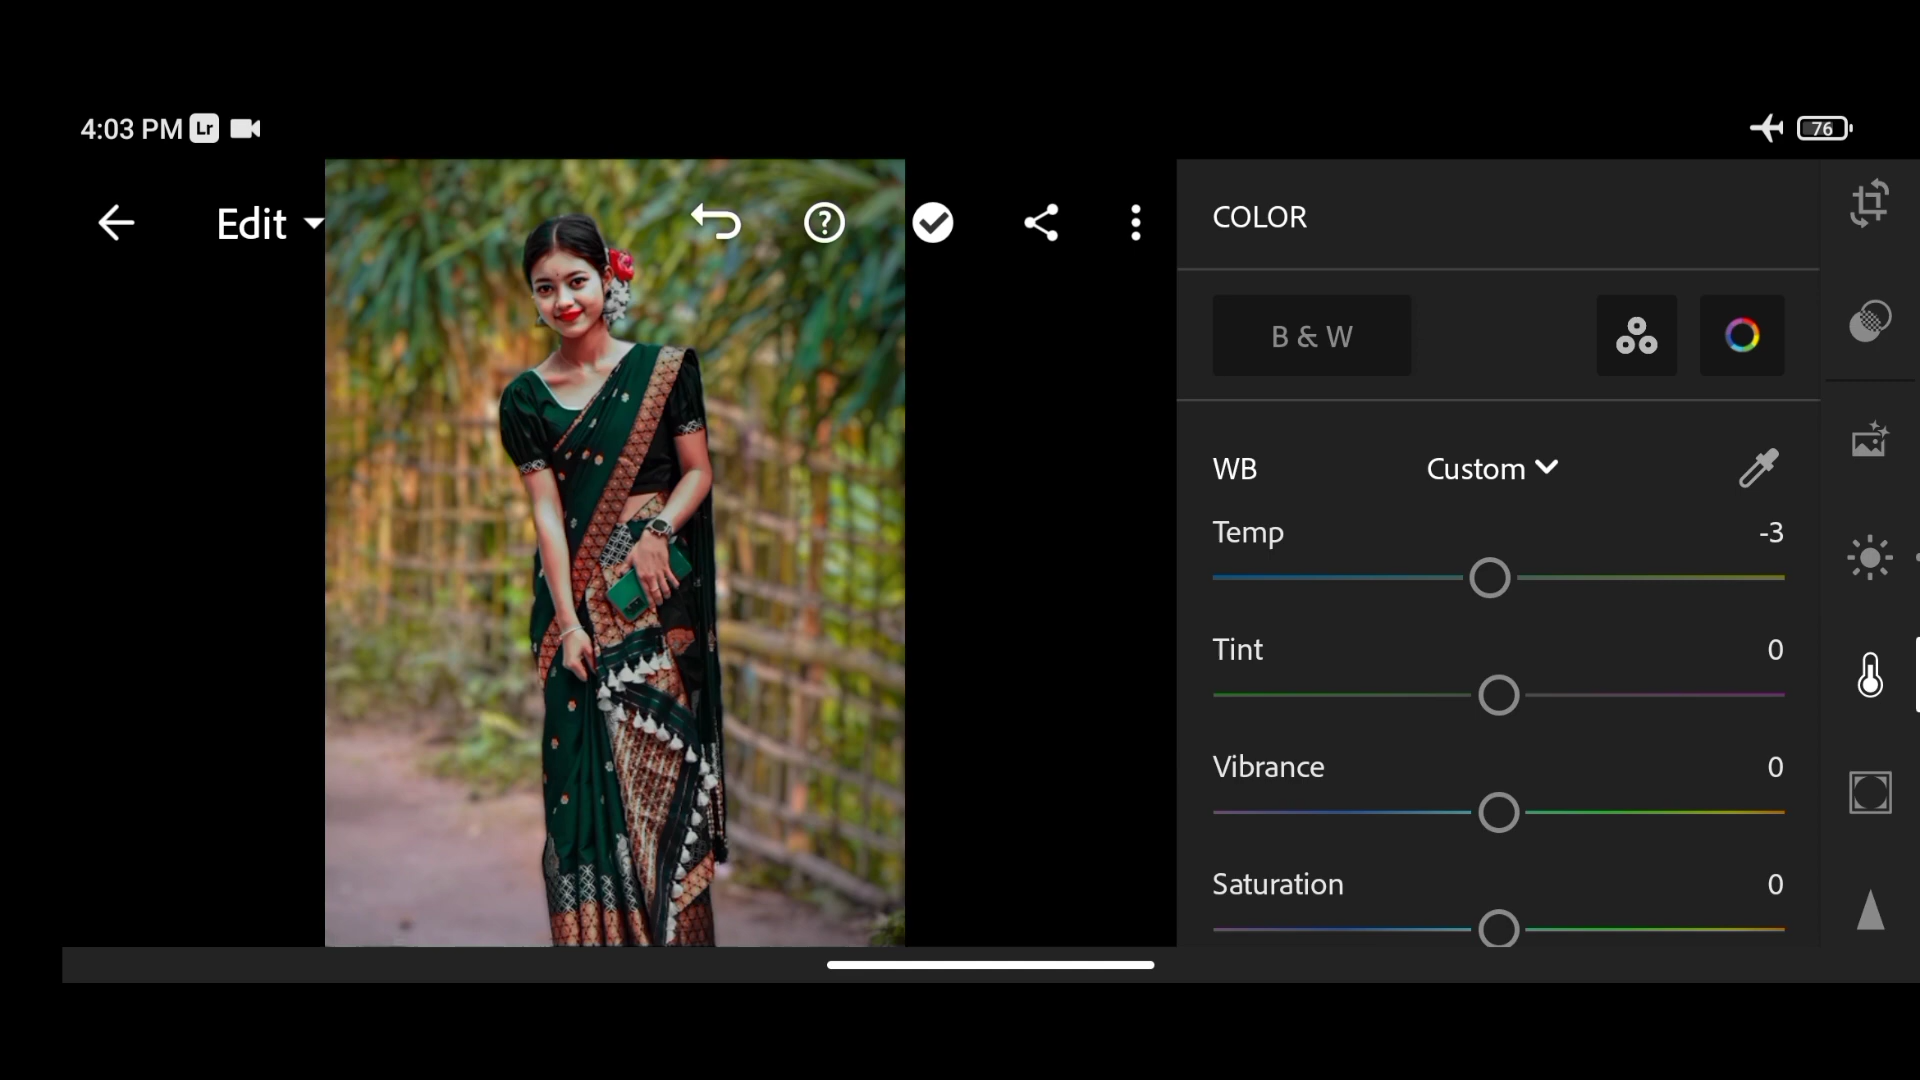 4:03 PM Lr 76
Edit ?
COLOR
B & W
WB Custom
Temp -3
Tint 0
Vibrance 0
Saturation 0